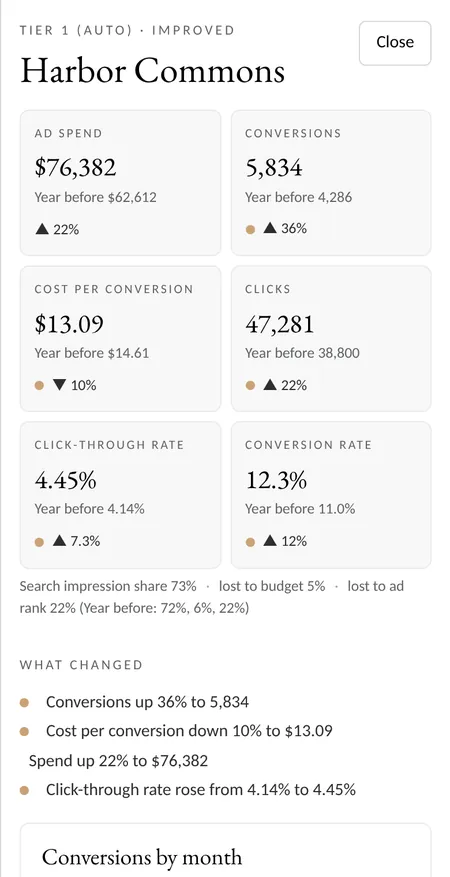 TIER 1 (AUTO) · IMPROVED
Close
Harbor Commons
AD SPEND
$76,382
Year before $62,612
▲ 22%
CONVERSIONS
5,834
Year before 4,286
▲ 36%
COST PER CONVERSION
$13.09
Year before $14.61
▼ 10%
CLICKS
47,281
Year before 38,800
▲ 22%
CLICK-THROUGH RATE
4.45%
Year before 4.14%
▲ 7.3%
CONVERSION RATE
12.3%
Year before 11.0%
▲ 12%
Search impression share 73% · lost to budget 5% · lost to ad
rank 22% (Year before: 72%, 6%, 22%)
WHAT CHANGED
Conversions up 36% to 5,834
Cost per conversion down 10% to $13.09
Spend up 22% to $76,382
Click-through rate rose from 4.14% to 4.45%
Conversions by month